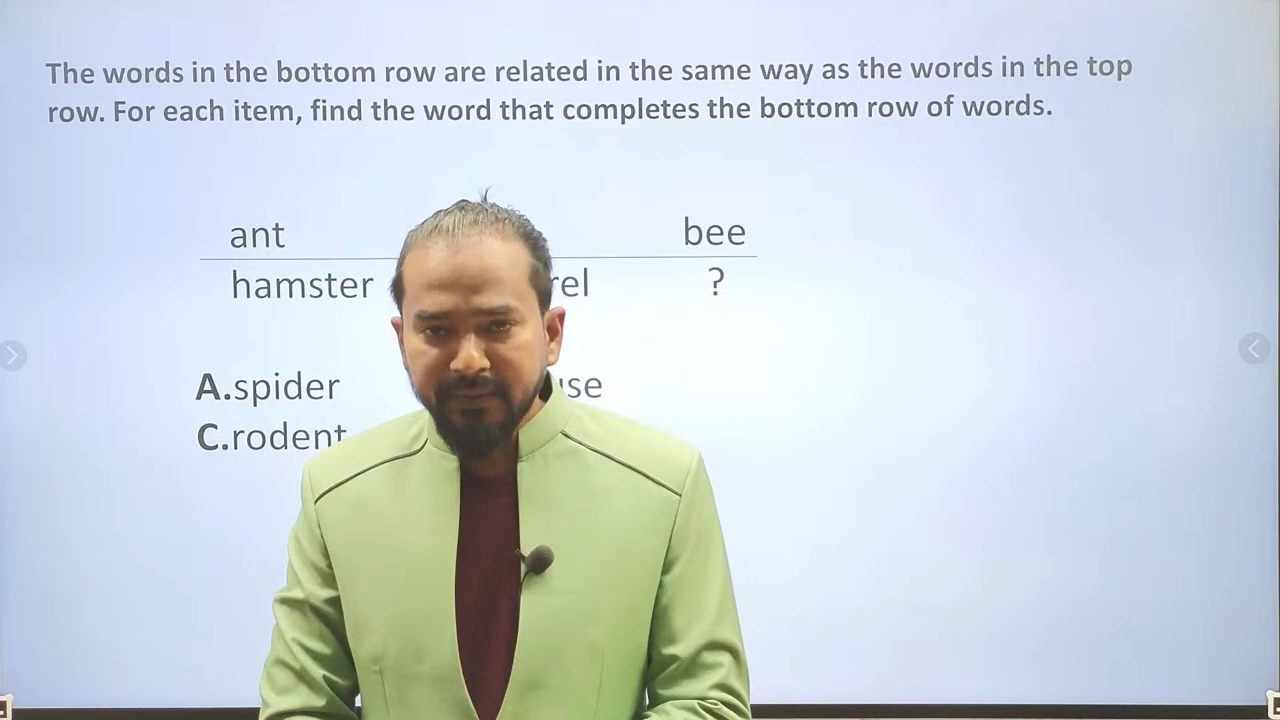 The words in the bottom row are related in the same way as the words in the top
row. For each item, find the word that completes the bottom row of words.
ant bee
hamster ?
A.spider
C.rodent